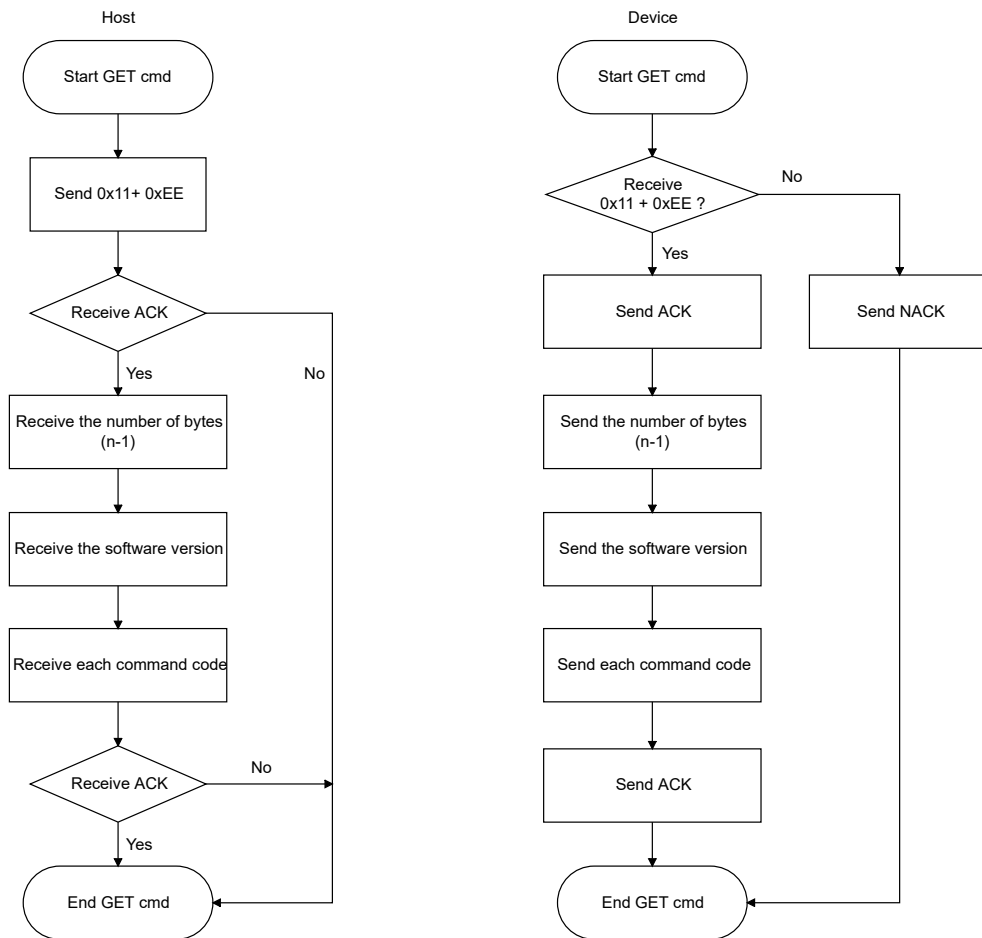 Host
Start GET cmd
Send 0x11+ 0xEE
Receive ACK
Yes
No
Receive the number of bytes
(n-1)
Receive the software version
Receive each command code
Receive ACK
No
Yes
End GET cmd
Device
Start GET cmd
Receive
0x11 + 0xEE ?
No
Yes
Send ACK
Send NACK
Send the number of bytes
(n-1)
Send the software version
Send each command code
Send ACK
End GET cmd